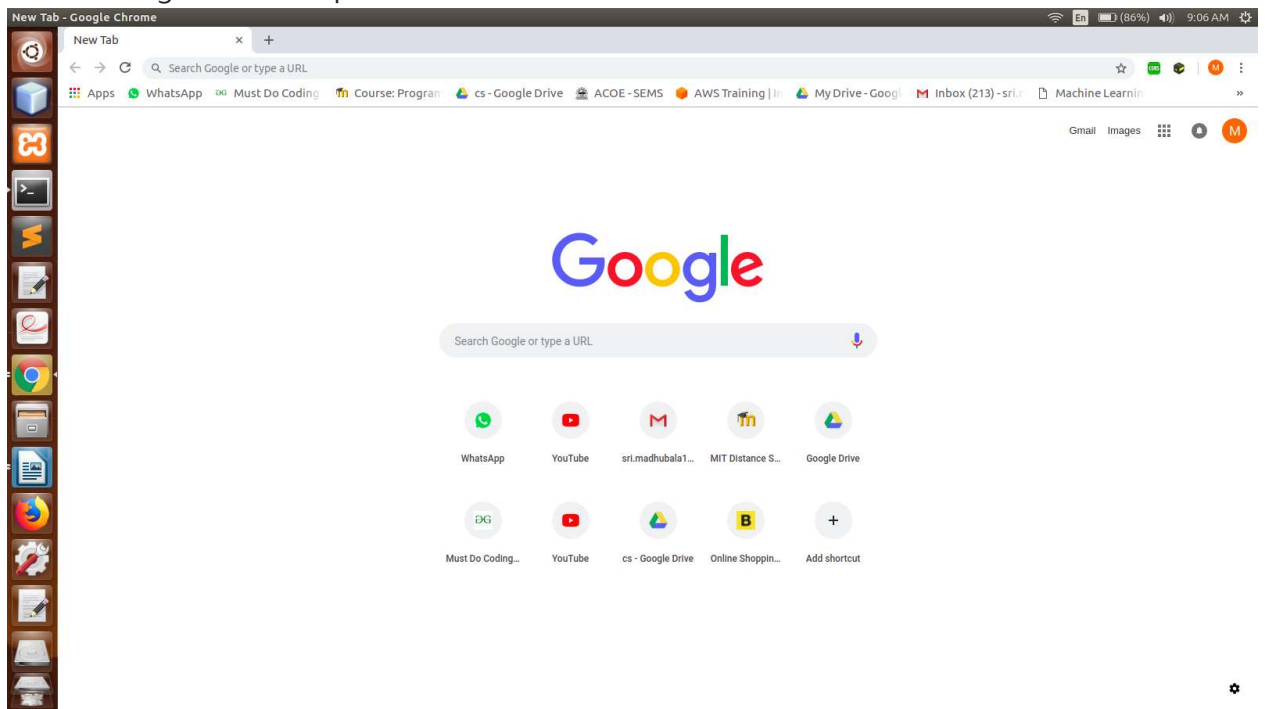 New Tab - Google Chrome
En (86%) 9:06 AM
New Tab × +
Search Google or type a URL
CORS M
Apps WhatsApp Must Do Coding Course: Program cs - Google Drive ACOE - SEMS AWS Training | In My Drive - Googl Inbox (213) - sri. Machine Learnin »
Gmail Images M
Google
Search Google or type a URL
WhatsApp YouTube sri.madhubala1... MIT Distance S... Google Drive
Must Do Coding... YouTube cs - Google Drive Online Shoppin... Add shortcut